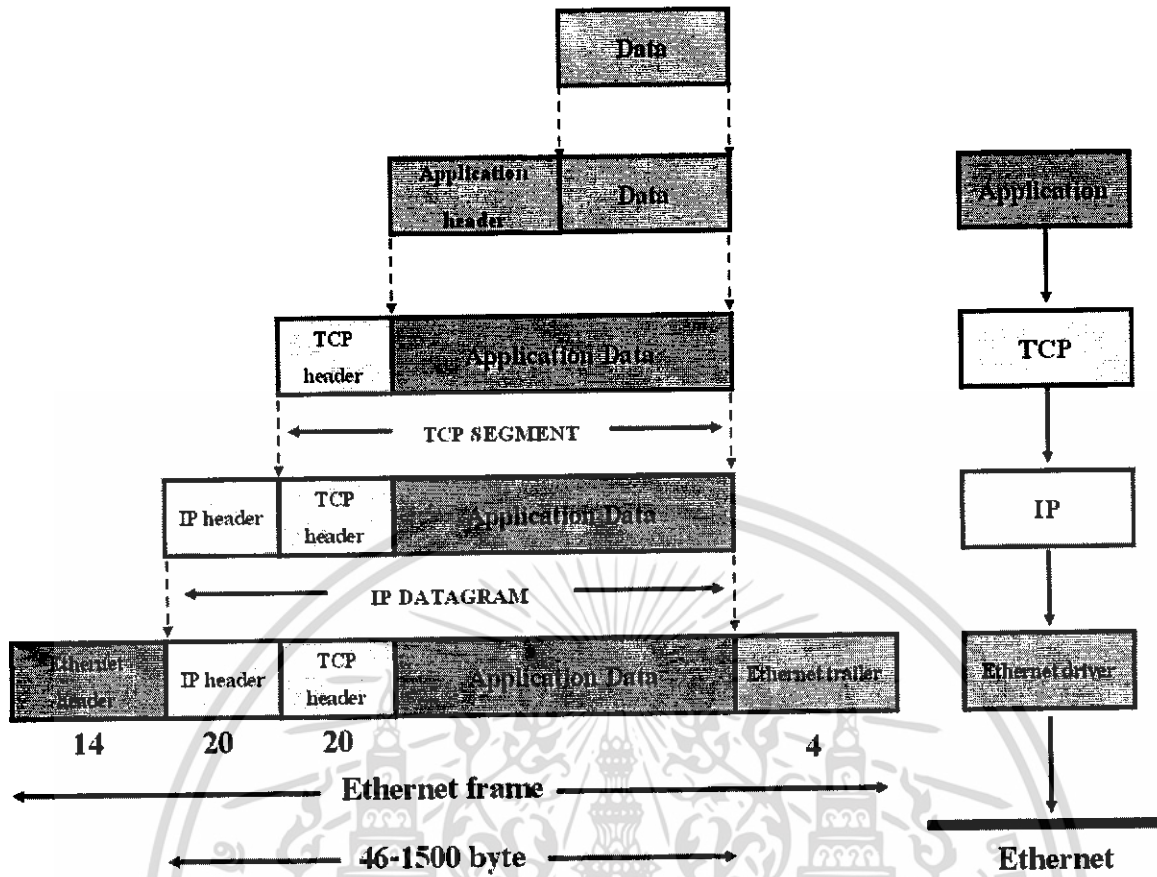 Data
Application
header
Data
Application
TCP
header
Application Data
TCP
TCP SEGMENT
IP header
TCP
header
Application Data
IP
IP DATAGRAM
Ethernet
header
IP header
TCP
header
Application Data
Ethernet trailer
Ethernet driver
14
20
20
4
Ethernet frame
46-1500 byte
Ethernet